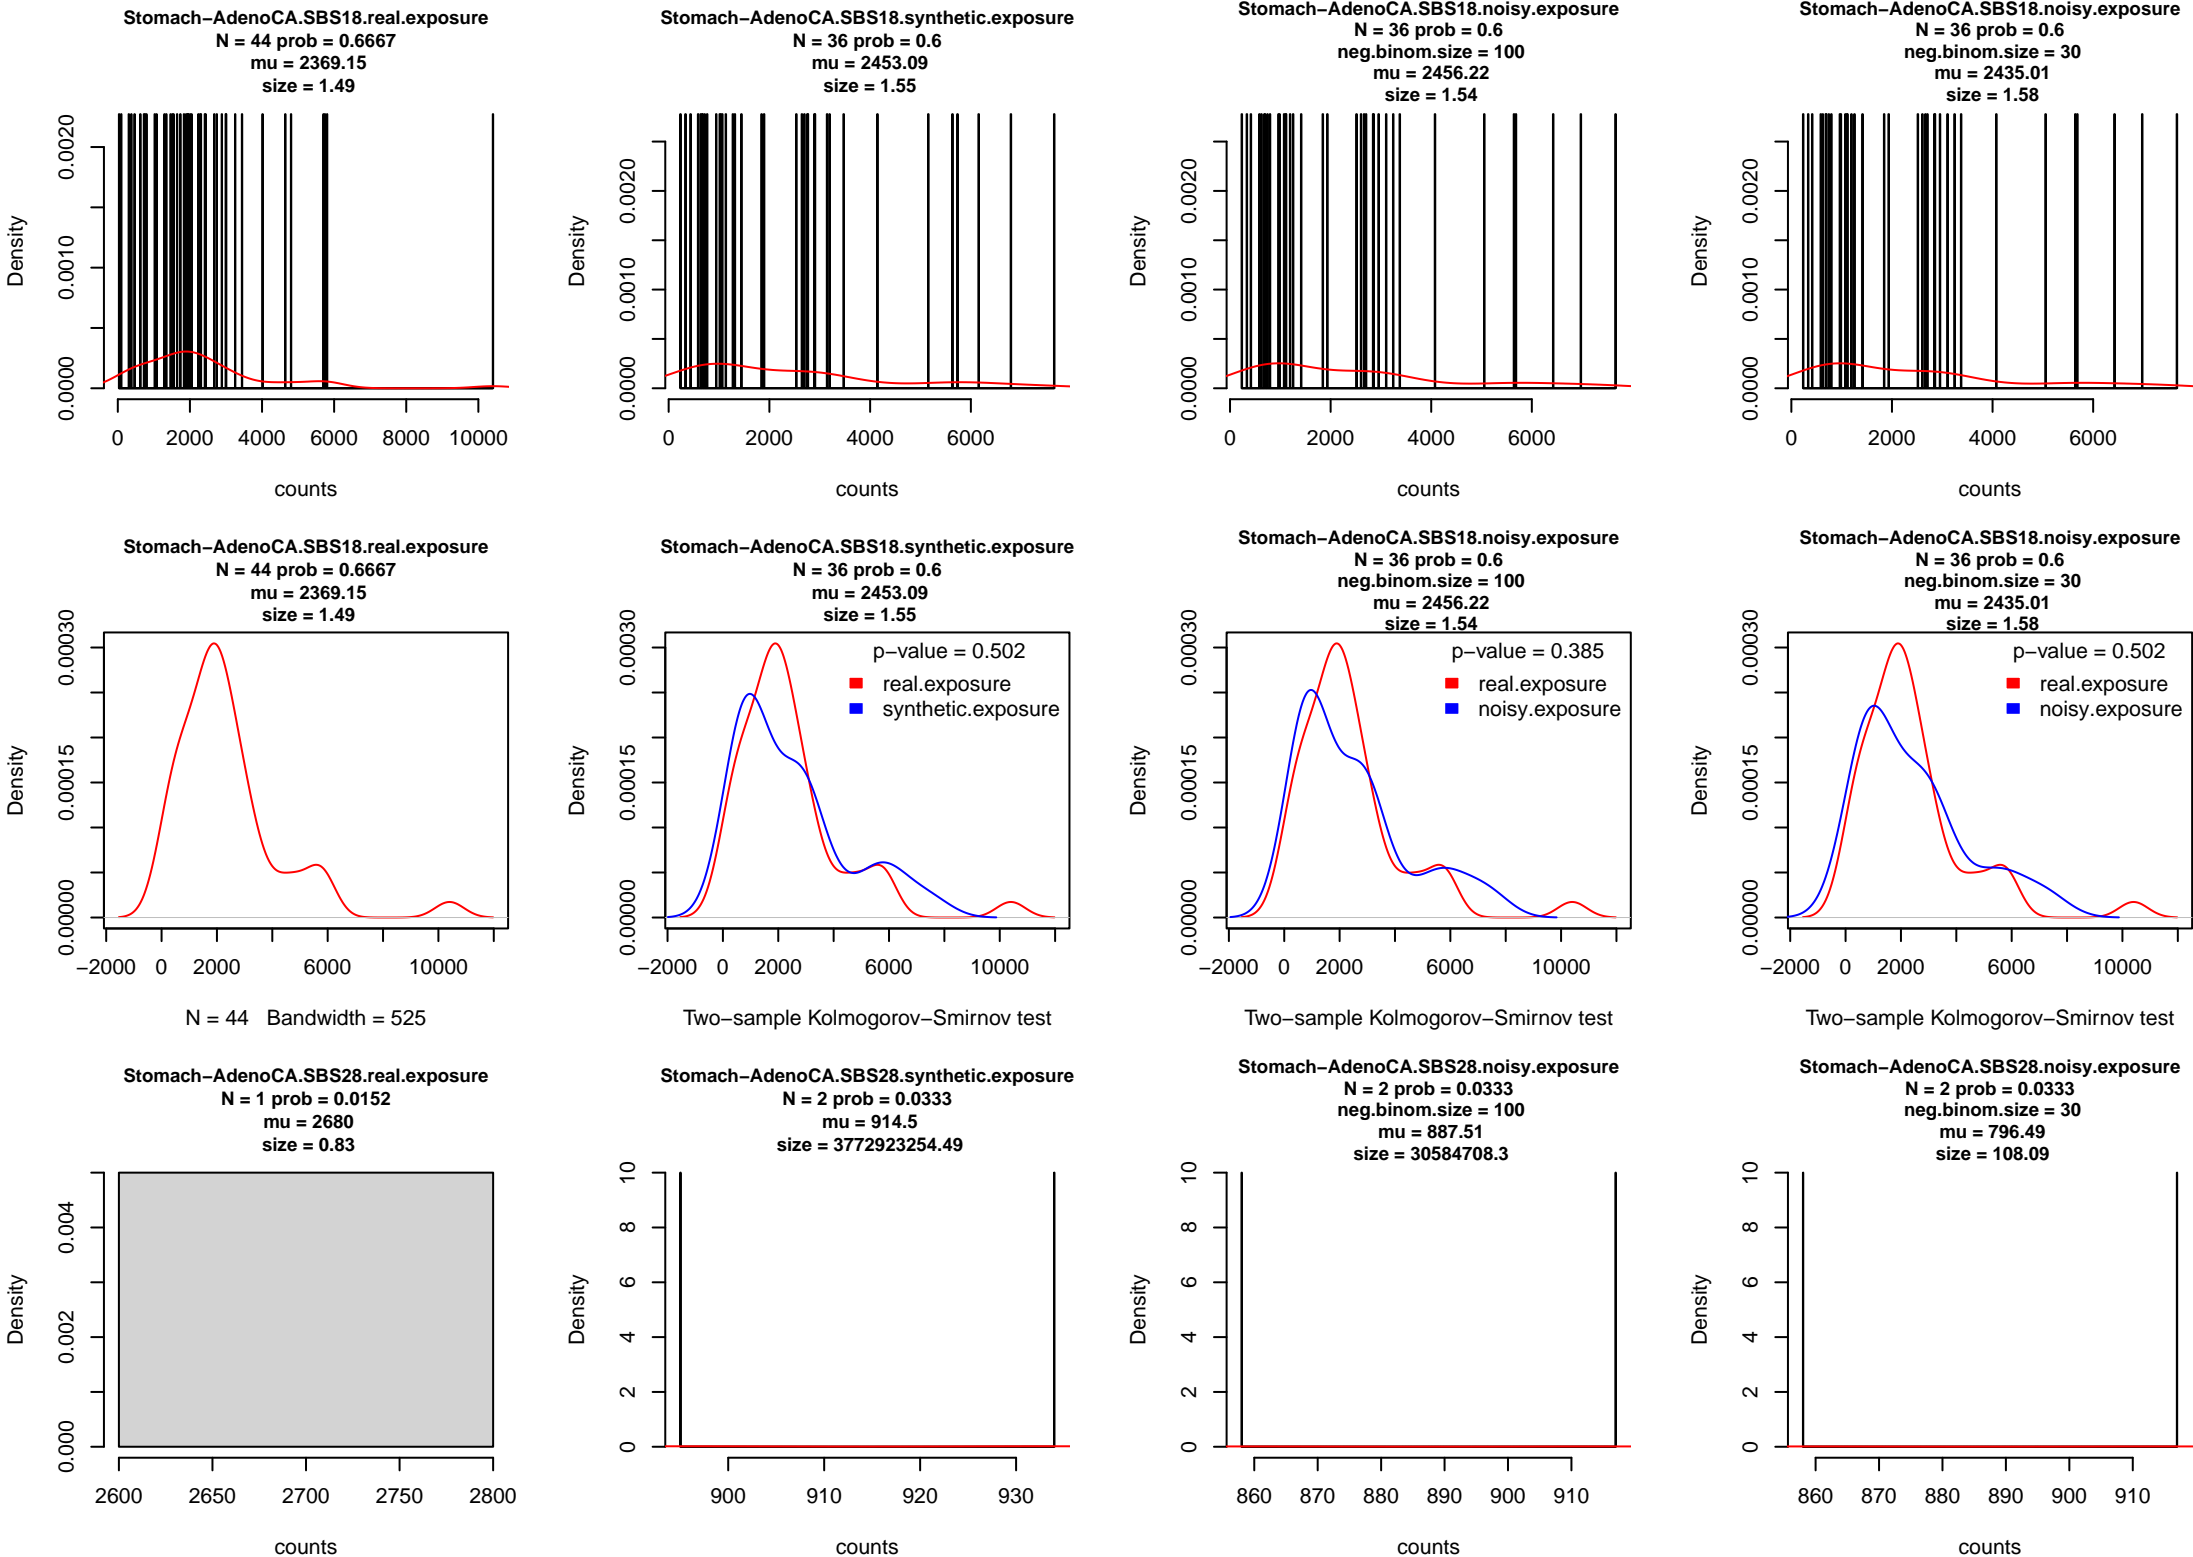 Stomach-AdenoCA.SBS18.real.exposure
N = 44 prob = 0.6667
mu = 2369.15
size = 1.49
Density
0.0000 0.0010 0.0020
0 2000 4000 6000 8000 10000
counts
Stomach-AdenoCA.SBS18.synthetic.exposure
N = 36 prob = 0.6
mu = 2453.09
size = 1.55
Density
0.0000 0.0010 0.0020
0 2000 4000 6000
counts
Stomach-AdenoCA.SBS18.noisy.exposure
N = 36 prob = 0.6
neg.binom.size = 100
mu = 2456.22
size = 1.54
Density
0.0000 0.0010 0.0020
0 2000 4000 6000
counts
Stomach-AdenoCA.SBS18.noisy.exposure
N = 36 prob = 0.6
neg.binom.size = 30
mu = 2435.01
size = 1.58
Density
0.0000 0.0010 0.0020
0 2000 4000 6000
counts
Stomach-AdenoCA.SBS18.real.exposure
N = 44 prob = 0.6667
mu = 2369.15
size = 1.49
Density
0.00000 0.00015 0.00030
-2000 0 2000 6000 10000
N = 44 Bandwidth = 525
Stomach-AdenoCA.SBS18.synthetic.exposure
N = 36 prob = 0.6
mu = 2453.09
size = 1.55
p-value = 0.502
real.exposure
synthetic.exposure
Density
0.00000 0.00015 0.00030
-2000 0 2000 6000 10000
Two-sample Kolmogorov-Smirnov test
Stomach-AdenoCA.SBS18.noisy.exposure
N = 36 prob = 0.6
neg.binom.size = 100
mu = 2456.22
size = 1.54
p-value = 0.385
real.exposure
noisy.exposure
Density
0.00000 0.00015 0.00030
-2000 0 2000 6000 10000
Two-sample Kolmogorov-Smirnov test
Stomach-AdenoCA.SBS18.noisy.exposure
N = 36 prob = 0.6
neg.binom.size = 30
mu = 2435.01
size = 1.58
p-value = 0.502
real.exposure
noisy.exposure
Density
0.00000 0.00015 0.00030
-2000 0 2000 6000 10000
Two-sample Kolmogorov-Smirnov test
Stomach-AdenoCA.SBS28.real.exposure
N = 1 prob = 0.0152
mu = 2680
size = 0.83
Density
0.000 0.002 0.004
2600 2650 2700 2750 2800
counts
Stomach-AdenoCA.SBS28.synthetic.exposure
N = 2 prob = 0.0333
mu = 914.5
size = 3772923254.49
Density
0 2 4 6 8 10
900 910 920 930
counts
Stomach-AdenoCA.SBS28.noisy.exposure
N = 2 prob = 0.0333
neg.binom.size = 100
mu = 887.51
size = 30584708.3
Density
0 2 4 6 8 10
860 870 880 890 900 910
counts
Stomach-AdenoCA.SBS28.noisy.exposure
N = 2 prob = 0.0333
neg.binom.size = 30
mu = 796.49
size = 108.09
Density
0 2 4 6 8 10
860 870 880 890 900 910
counts